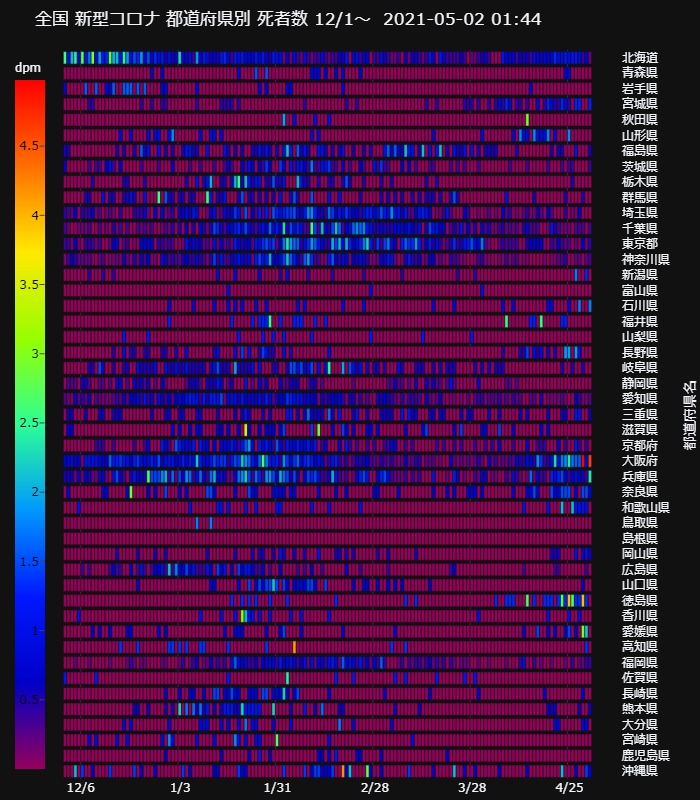 全国 新型コロナ 都道府県別 死者数 12/1～ 2021-05-02 01:44
dpm
4.5
4
3.5
3
2.5
2
1.5
1
0.5
北海道
青森県
岩手県
宮城県
秋田県
山形県
福島県
茨城県
栃木県
群馬県
埼玉県
千葉県
東京都
神奈川県
新潟県
富山県
石川県
福井県
山梨県
長野県
岐阜県
静岡県
愛知県
三重県
滋賀県
京都府
大阪府
兵庫県
奈良県
和歌山県
鳥取県
島根県
岡山県
広島県
山口県
徳島県
香川県
愛媛県
高知県
福岡県
佐賀県
長崎県
熊本県
大分県
宮崎県
鹿児島県
沖縄県
都道府県名
12/6
1/3
1/31
2/28
3/28
4/25